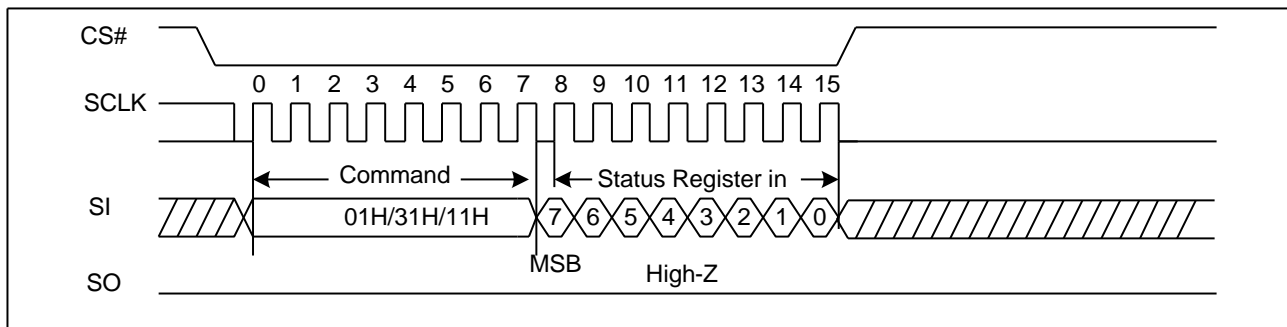 CS#
0 1 2 3 4 5 6 7 8 9 10 11 12 13 14 15
SCLK
Command Status Register in
SI 01H/31H/11H 7 6 5 4 3 2 1 0
MSB High-Z
SO